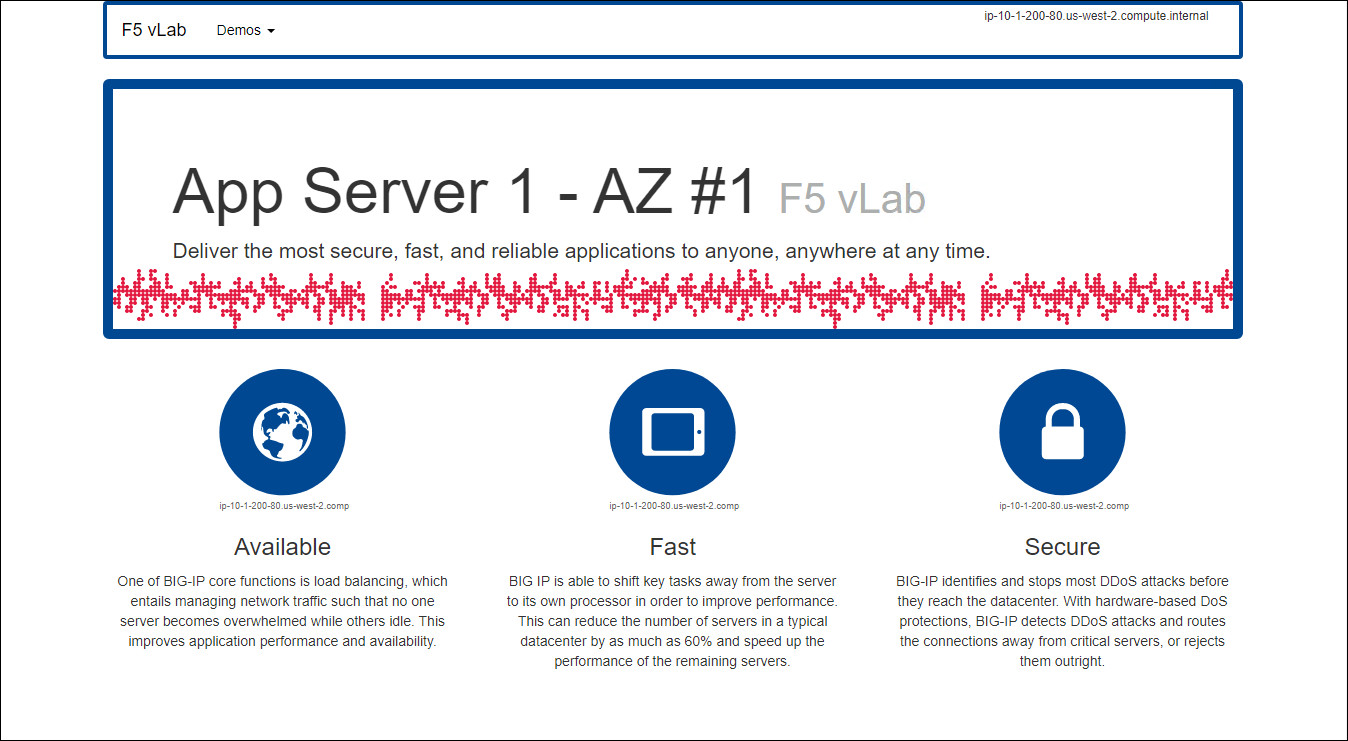 F5 vLab
Demos
ip-10-1-200-80.us-west-2.compute.internal
App Server 1 - AZ #1 F5 vLab
Deliver the most secure, fast, and reliable applications to anyone, anywhere at any time.
ip-10-1-200-80.us-west-2.comp
Available
One of BIG-IP core functions is load balancing, which
entails managing network traffic such that no one
server becomes overwhelmed while others idle. This
improves application performance and availability.
ip-10-1-200-80.us-west-2.comp
Fast
BIG IP is able to shift key tasks away from the server
to its own processor in order to improve performance.
This can reduce the number of servers in a typical
datacenter by as much as 60% and speed up the
performance of the remaining servers.
ip-10-1-200-80.us-west-2.comp
Secure
BIG-IP identifies and stops most DDoS attacks before
they reach the datacenter. With hardware-based DoS
protections, BIG-IP detects DDoS attacks and routes
the connections away from critical servers, or rejects
them outright.